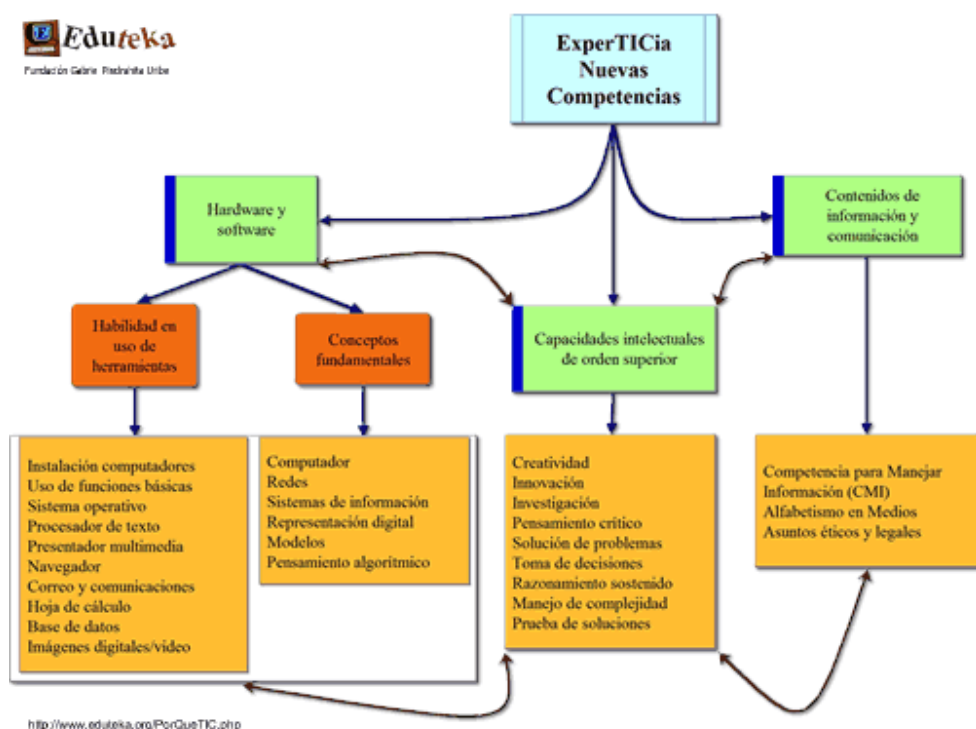 Eduteka
Fundación Gabriel Piedrahita Uribe
ExperTICia
Nuevas
Competencias
Hardware y
software
Contenidos de
información y
comunicación
Habilidad en
uso de
herramientas
Conceptos
fundamentales
Capacidades intelectuales
de orden superior
Instalación computadores
Uso de funciones básicas
Sistema operativo
Procesador de texto
Presentador multimedia
Navegador
Correo y comunicaciones
Hoja de cálculo
Base de datos
Imágenes digitales/video
Computador
Redes
Sistemas de información
Representación digital
Modelos
Pensamiento algorítmico
Creatividad
Innovación
Investigación
Pensamiento crítico
Solución de problemas
Toma de decisiones
Razonamiento sostenido
Manejo de complejidad
Prueba de soluciones
Competencia para Manejar
Información (CMI)
Alfabetismo en Medios
Asuntos éticos y legales
http://www.eduteka.org/PorQueTIC.php